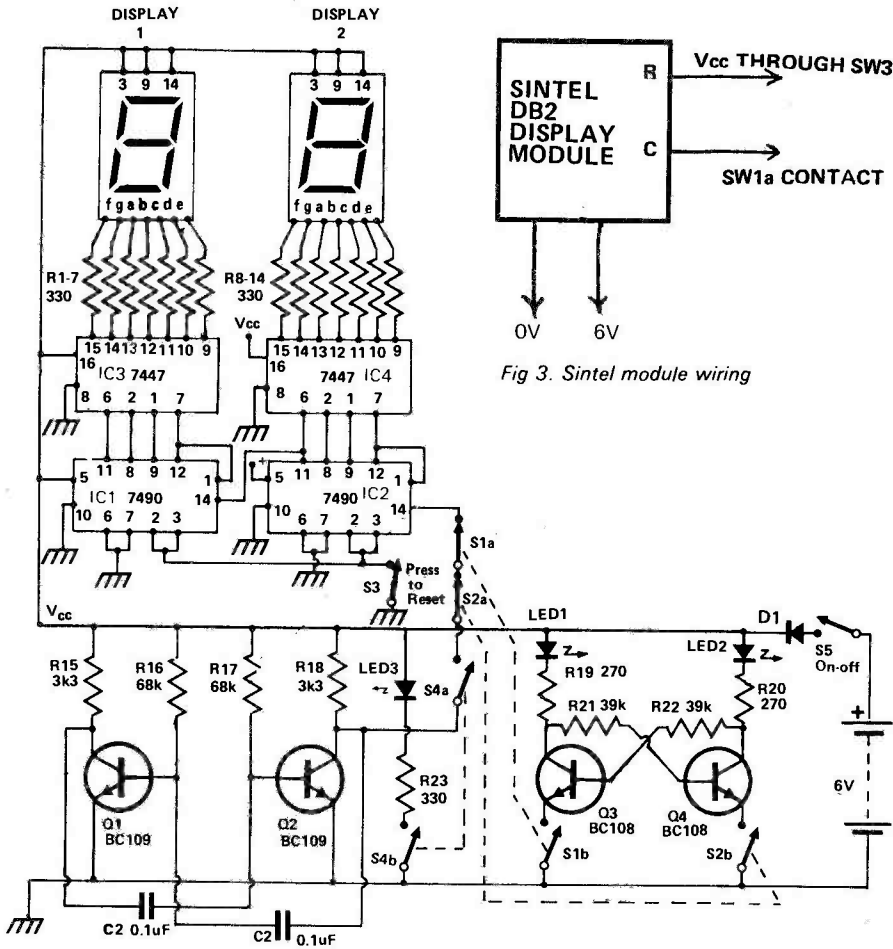 DISPLAY
1
DISPLAY
2
3 9 14
3 9 14
f g a b c d e
f g a b c d e
R1-7
330
R8-14
330
Vcc
15 14 13 12 11 10 9
16
IC3 7447
8
6 2 1 7
15 14 13 12 11 10 9
16
7447 IC4
8
6 2 1 7
11 8 9 12
5
1
IC1 7490
14
10
6 7 2 3
+
11 8 9 12
5
1
7490 IC2
14
10
6 7 2 3
S1a
S3
Press
to
Reset
S2a
SINTEL
DB2
DISPLAY
MODULE
R
C
Vcc THROUGH SW3
SW1a CONTACT
0V
6V
Fig 3. Sintel module wiring
Vcc
R15
3k3
R16
68k
R17
68k
R18
3k3
LED3
S4a
LED1
LED2
D1
S5
On-off
R19 270
R20
270
R21 39k
R22 39k
R23
330
Q1
BC109
Q2
BC109
Q3
BC108
Q4
BC108
S4b
S1b
S2b
+
6V
C2 0.1uF
C2 0.1uF